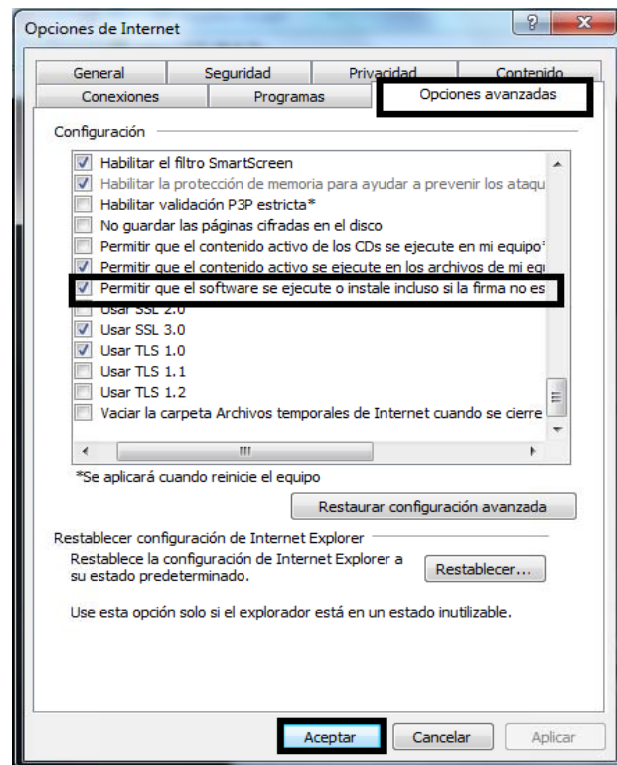 Opciones de Internet
General
Seguridad
Privacidad
Contenido
Conexiones
Programas
Opciones avanzadas
Configuración
Habilitar el filtro SmartScreen
Habilitar la protección de memoria para ayudar a prevenir los ataqu
Habilitar validación P3P estricta*
No guardar las páginas cifradas en el disco
Permitir que el contenido activo de los CDs se ejecute en mi equipo*
Permitir que el contenido activo se ejecute en los archivos de mi equ
Permitir que el software se ejecute o instale incluso si la firma no es
Usar SSL 2.0
Usar SSL 3.0
Usar TLS 1.0
Usar TLS 1.1
Usar TLS 1.2
Vaciar la carpeta Archivos temporales de Internet cuando se cierre
*Se aplicará cuando reinicie el equipo
Restaurar configuración avanzada
Restablecer configuración de Internet Explorer
Restablece la configuración de Internet Explorer a
su estado predeterminado.
Restablecer...
Use esta opción solo si el explorador está en un estado inutilizable.
Aceptar
Cancelar
Aplicar